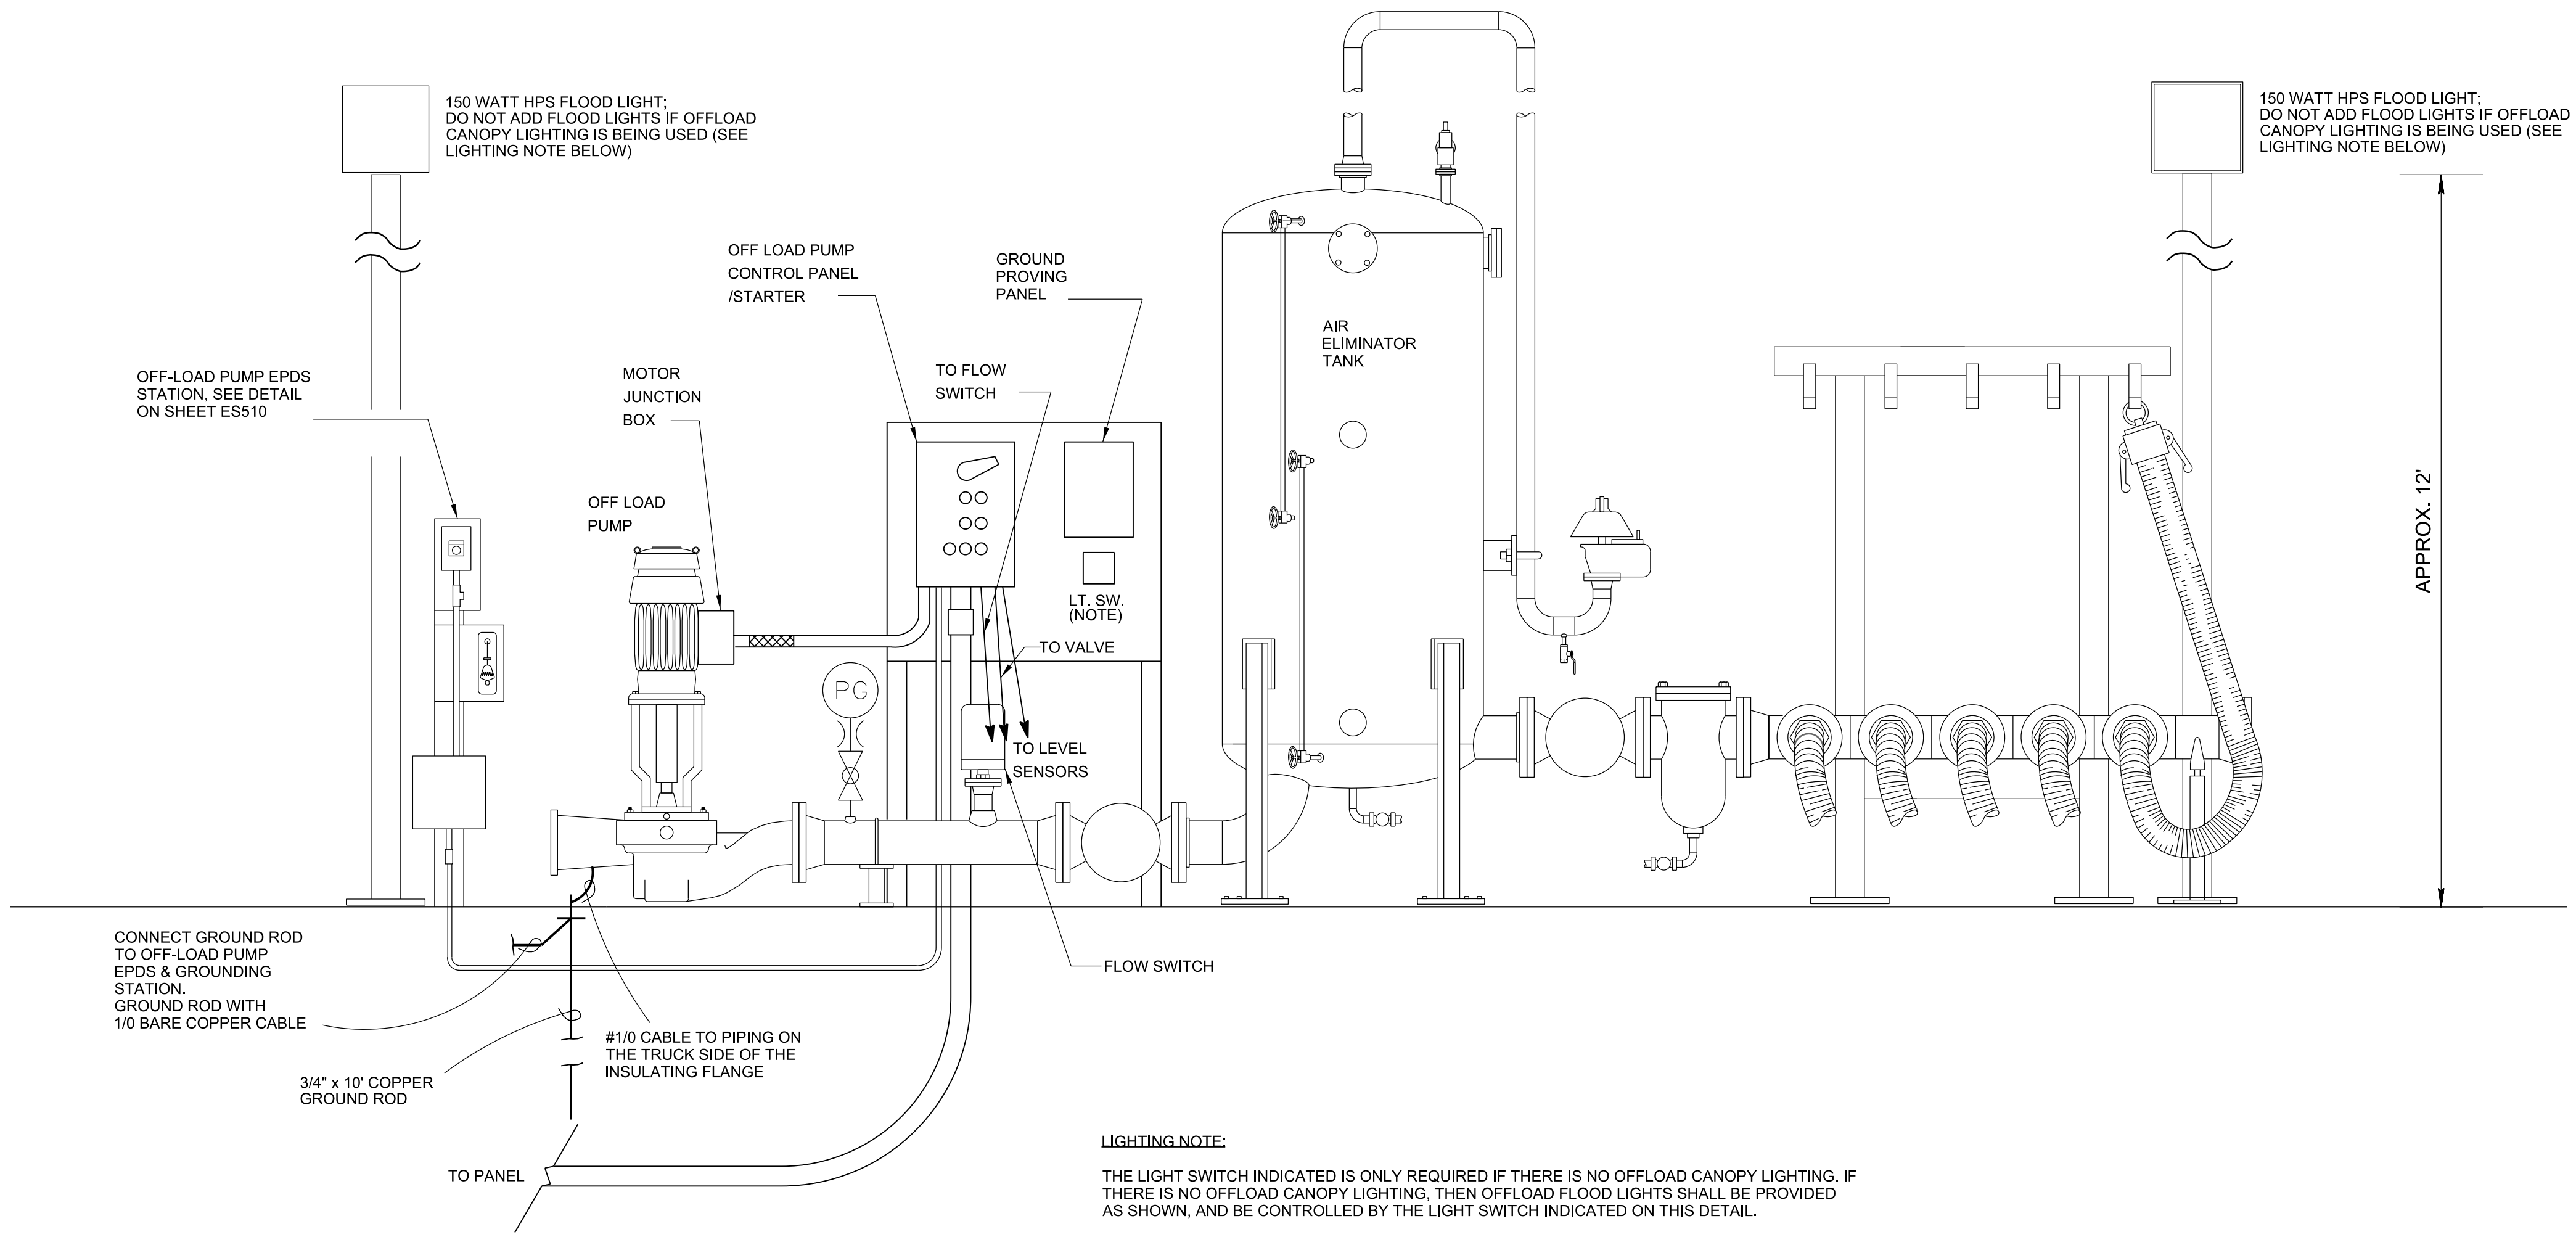 150 WATT HPS FLOOD LIGHT;
DO NOT ADD FLOOD LIGHTS IF OFFLOAD
CANOPY LIGHTING IS BEING USED (SEE
LIGHTING NOTE BELOW)
150 WATT HPS FLOOD LIGHT;
DO NOT ADD FLOOD LIGHTS IF OFFLOAD
CANOPY LIGHTING IS BEING USED (SEE
LIGHTING NOTE BELOW)
OFF LOAD PUMP
CONTROL PANEL
/STARTER
GROUND
PROVING
PANEL
AIR
ELIMINATOR
TANK
OFF-LOAD PUMP EPDS
STATION, SEE DETAIL
ON SHEET ES510
MOTOR
JUNCTION
BOX
TO FLOW
SWITCH
OFF LOAD
PUMP
APPROX. 12'
LT. SW.
(NOTE)
TO VALVE
PG
TO LEVEL
SENSORS
FLOW SWITCH
CONNECT GROUND ROD
TO OFF-LOAD PUMP
EPDS & GROUNDING
STATION.
GROUND ROD WITH
1/0 BARE COPPER CABLE
#1/0 CABLE TO PIPING ON
THE TRUCK SIDE OF THE
INSULATING FLANGE
3/4" x 10' COPPER
GROUND ROD
TO PANEL
LIGHTING NOTE:
THE LIGHT SWITCH INDICATED IS ONLY REQUIRED IF THERE IS NO OFFLOAD CANOPY LIGHTING. IF
THERE IS NO OFFLOAD CANOPY LIGHTING, THEN OFFLOAD FLOOD LIGHTS SHALL BE PROVIDED
AS SHOWN, AND BE CONTROLLED BY THE LIGHT SWITCH INDICATED ON THIS DETAIL.